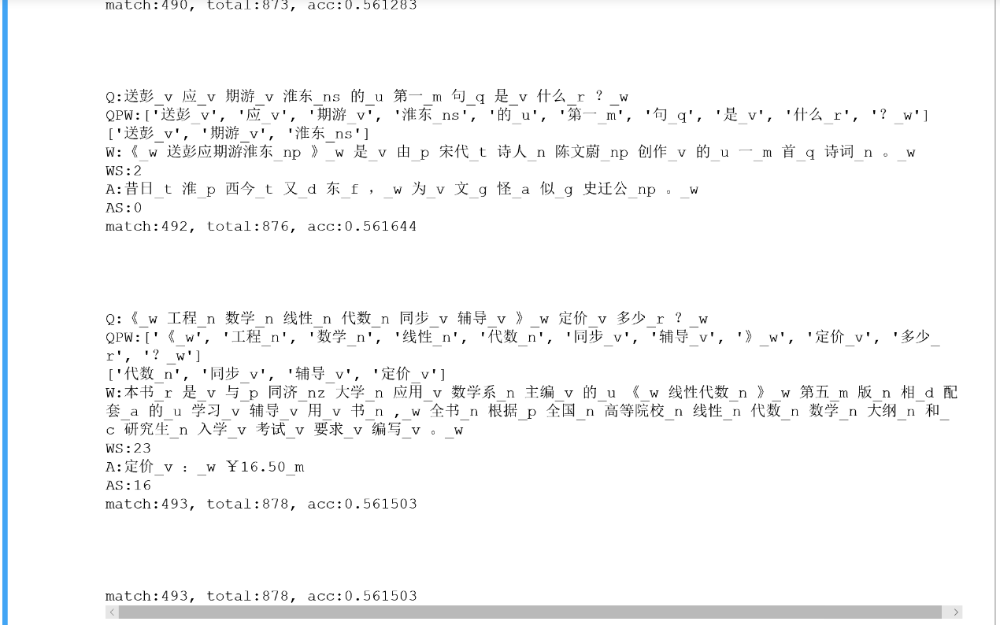 match:490, total:873, acc:0.561283
Q:送彭_v 应_v 期游_v 淮东_ns 的_u 第一_m 句_q 是_v 什么_r ？_w
QPW:['送彭_v', '应_v', '期游_v', '淮东_ns', '的_u', '第一_m', '句_q', '是_v', '什么_r', '？_w']
['送彭_v', '期游_v', '淮东_ns']
W:《_w 送彭应期游淮东_np 》_w 是_v 由_p 宋代_t 诗人_n 陈文蔚_np 创作_v 的_u 一_m 首_q 诗词_n 。_w
WS:2
A:昔日_t 淮_p 西今_t 又_d 东_f ，_w 为_v 文_g 怪_a 似_g 史迁公_np 。_w
AS:0
match:492, total:876, acc:0.561644
Q:《_w 工程_n 数学_n 线性_n 代数_n 同步_v 辅导_v 》_w 定价_v 多少_r ？_w
QPW:['《_w', '工程_n', '数学_n', '线性_n', '代数_n', '同步_v', '辅导_v', '》_w', '定价_v', '多少_
r', '？_w']
['代数_n', '同步_v', '辅导_v', '定价_v']
W:本书_r 是_v 与_p 同济_nz 大学_n 应用_v 数学系_n 主编_v 的_u 《_w 线性代数_n 》_w 第五_m 版_n 相_d 配
套_a 的_u 学习_v 辅导_v 用_v 书_n ,_w 全书_n 根据_p 全国_n 高等院校_n 线性_n 代数_n 数学_n 大纲_n 和_
c 研究生_n 入学_v 考试_v 要求_v 编写_v 。_w
WS:23
A:定价_v ：_w ￥16.50_m
AS:16
match:493, total:878, acc:0.561503
match:493, total:878, acc:0.561503